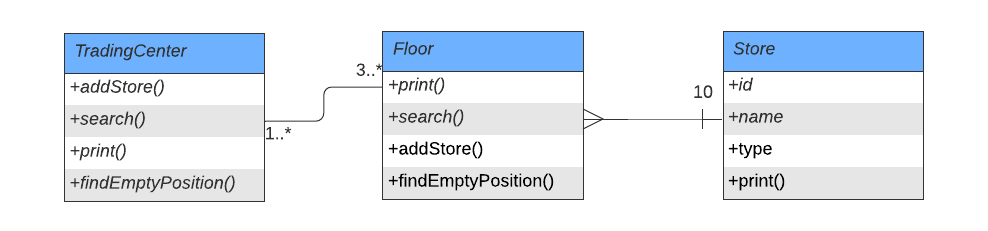 TradingCenter
+addStore()
+search()
+print()
+findEmptyPosition()
1..*
3..*
Floor
+print()
+search()
+addStore()
+findEmptyPosition()
10
Store
+id
+name
+type
+print()